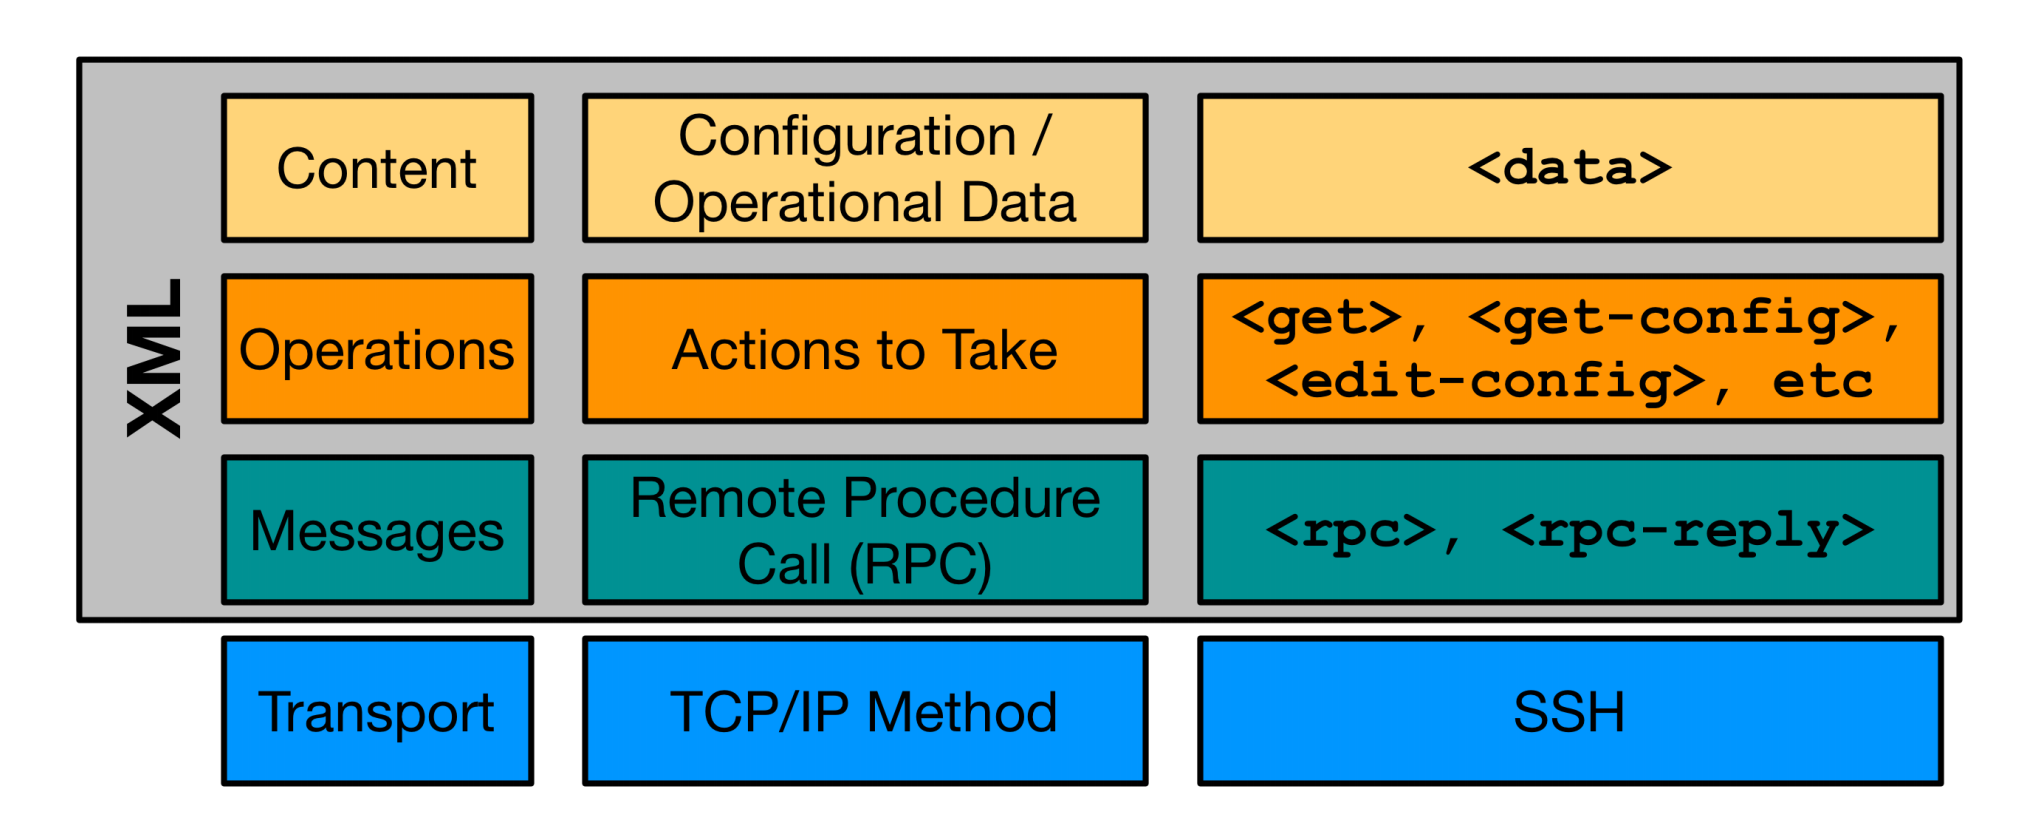 XML
Content
Configuration /
Operational Data
<data>
Operations
Actions to Take
<get>, <get-config>,
<edit-config>, etc
Messages
Remote Procedure
Call (RPC)
<rpc>, <rpc-reply>
Transport
TCP/IP Method
SSH